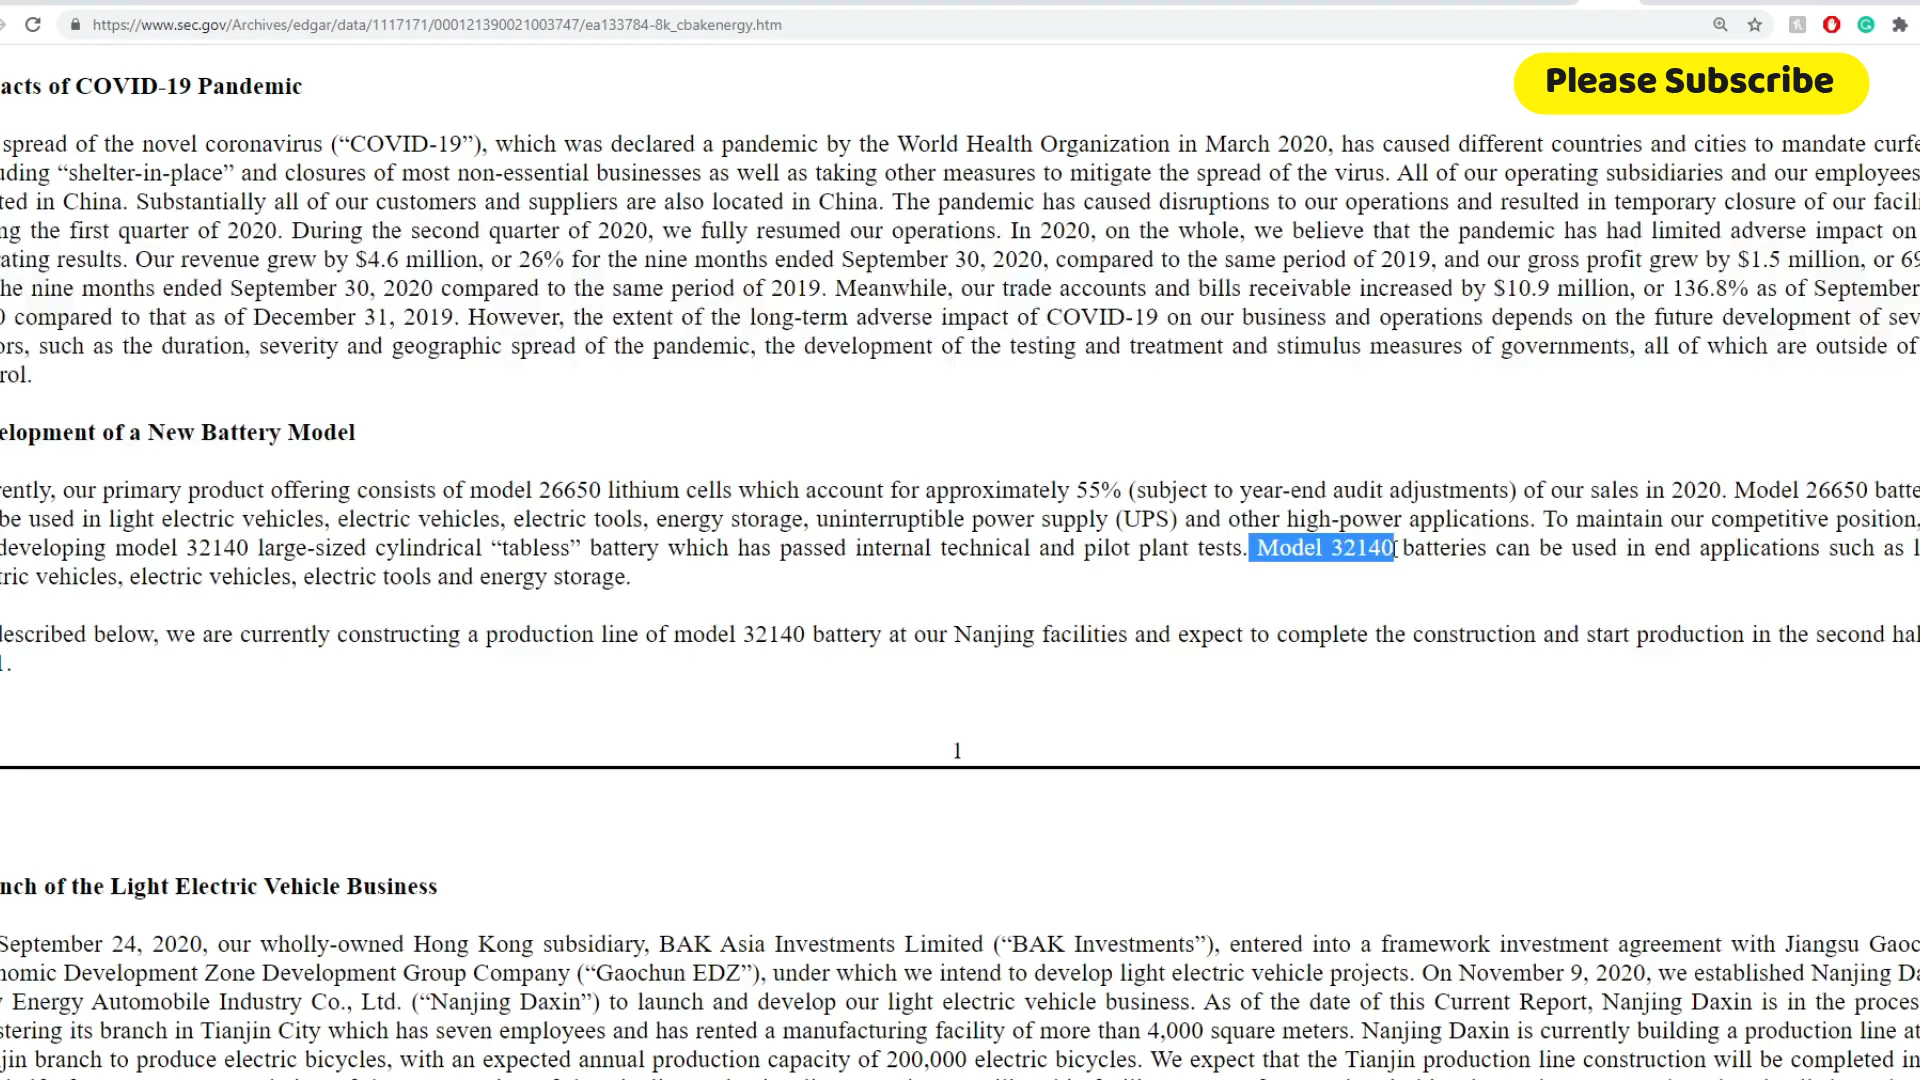 https://www.sec.gov/Archives/edgar/data/1117171/000121390021003747/ea133784-8k_cbakenergy.htm
Please Subscribe
acts of COVID-19 Pandemic
spread of the novel coronavirus (“COVID-19”), which was declared a pandemic by the World Health Organization in March 2020, has caused different countries and cities to mandate curfe
uding “shelter-in-place” and closures of most non-essential businesses as well as taking other measures to mitigate the spread of the virus. All of our operating subsidiaries and our employees
ted in China. Substantially all of our customers and suppliers are also located in China. The pandemic has caused disruptions to our operations and resulted in temporary closure of our facili
ng the first quarter of 2020. During the second quarter of 2020, we fully resumed our operations. In 2020, on the whole, we believe that the pandemic has had limited adverse impact on
rating results. Our revenue grew by $4.6 million, or 26% for the nine months ended September 30, 2020, compared to the same period of 2019, and our gross profit grew by $1.5 million, or 69
he nine months ended September 30, 2020 compared to the same period of 2019. Meanwhile, our trade accounts and bills receivable increased by $10.9 million, or 136.8% as of September
0 compared to that as of December 31, 2019. However, the extent of the long-term adverse impact of COVID-19 on our business and operations depends on the future development of sev
ors, such as the duration, severity and geographic spread of the pandemic, the development of the testing and treatment and stimulus measures of governments, all of which are outside of
rol.
elopment of a New Battery Model
rently, our primary product offering consists of model 26650 lithium cells which account for approximately 55% (subject to year-end audit adjustments) of our sales in 2020. Model 26650 batte
be used in light electric vehicles, electric vehicles, electric tools, energy storage, uninterruptible power supply (UPS) and other high-power applications. To maintain our competitive position,
developing model 32140 large-sized cylindrical “tabless” battery which has passed internal technical and pilot plant tests. Model 32140 batteries can be used in end applications such as l
tric vehicles, electric vehicles, electric tools and energy storage.
described below, we are currently constructing a production line of model 32140 battery at our Nanjing facilities and expect to complete the construction and start production in the second hal
1.
1
nch of the Light Electric Vehicle Business
September 24, 2020, our wholly-owned Hong Kong subsidiary, BAK Asia Investments Limited (“BAK Investments”), entered into a framework investment agreement with Jiangsu Gaoc
nomic Development Zone Development Group Company (“Gaochun EDZ”), under which we intend to develop light electric vehicle projects. On November 9, 2020, we established Nanjing Da
y Energy Automobile Industry Co., Ltd. (“Nanjing Daxin”) to launch and develop our light electric vehicle business. As of the date of this Current Report, Nanjing Daxin is in the proces
stering its branch in Tianjin City which has seven employees and has rented a manufacturing facility of more than 4,000 square meters. Nanjing Daxin is currently building a production line at
jin branch to produce electric bicycles, with an expected annual production capacity of 200,000 electric bicycles. We expect that the Tianjin production line construction will be completed in